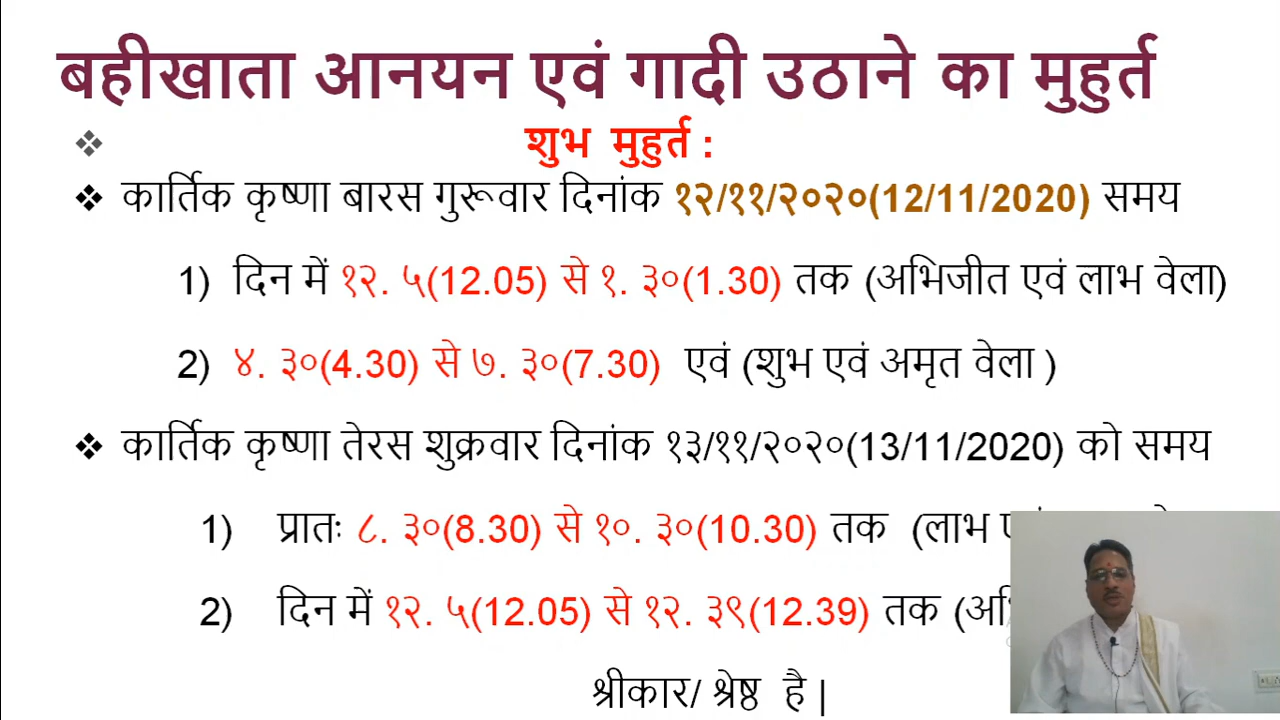 बहीखाता आनयन एवं गादी उठाने का मुहुर्त
शुभ मुहुर्त :
कार्तिक कृष्णा बारस गुरूवार दिनांक १२/११/२०२०(12/11/2020) समय
1) दिन में १२. ५(12.05) से १. ३०(1.30) तक (अभिजीत एवं लाभ वेला)
2) ४. ३०(4.30) से ७. ३०(7.30) एवं (शुभ एवं अमृत वेला )
कार्तिक कृष्णा तेरस शुक्रवार दिनांक १३/११/२०२०(13/11/2020) को समय
1) प्रातः ८. ३०(8.30) से १०. ३०(10.30) तक (लाभ
2) दिन में १२. ५(12.05) से १२. ३९(12.39) तक
श्रीकार/ श्रेष्ठ है |